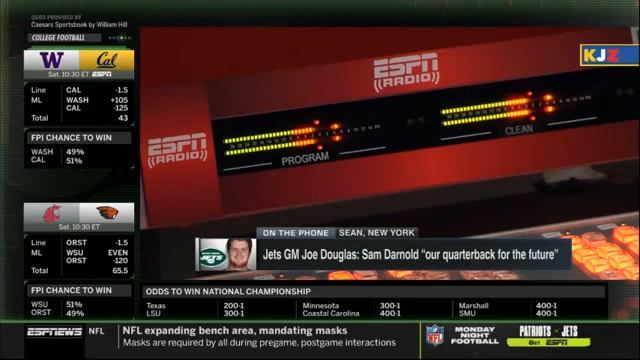 ODDS PROVIDED BY
Caesars Sportsbook by William Hill
COLLEGE FOOTBALL
W Cal
Sat. 10:30 ET ESPN
Line CAL -1.5
ML WASH +105
CAL -125
Total 43
FPI CHANCE TO WIN
WASH 49%
CAL 51%
Sat. 10:30 ET
Line ORST -1.5
ML WSU EVEN
ORST -120
Total 65.5
FPI CHANCE TO WIN
WSU 51%
ORST 49%
ESPN
RADIO
KJZ
ESPN
RADIO
PROGRAM
CLEAN
ON THE PHONE SEAN, NEW YORK
JETS
Jets GM Joe Douglas: Sam Darnold “our quarterback for the future”
ODDS TO WIN NATIONAL CHAMPIONSHIP
Texas 200-1 Minnesota 300-1 Marshall 400-1
LSU 300-1 Coastal Carolina 400-1 SMU 400-1
ESPNEWS NFL NFL expanding bench area, mandating masks
Masks are required by all during pregame, postgame interactions
NFL MONDAY NIGHT FOOTBALL PATRIOTS - JETS
8ET ESPN